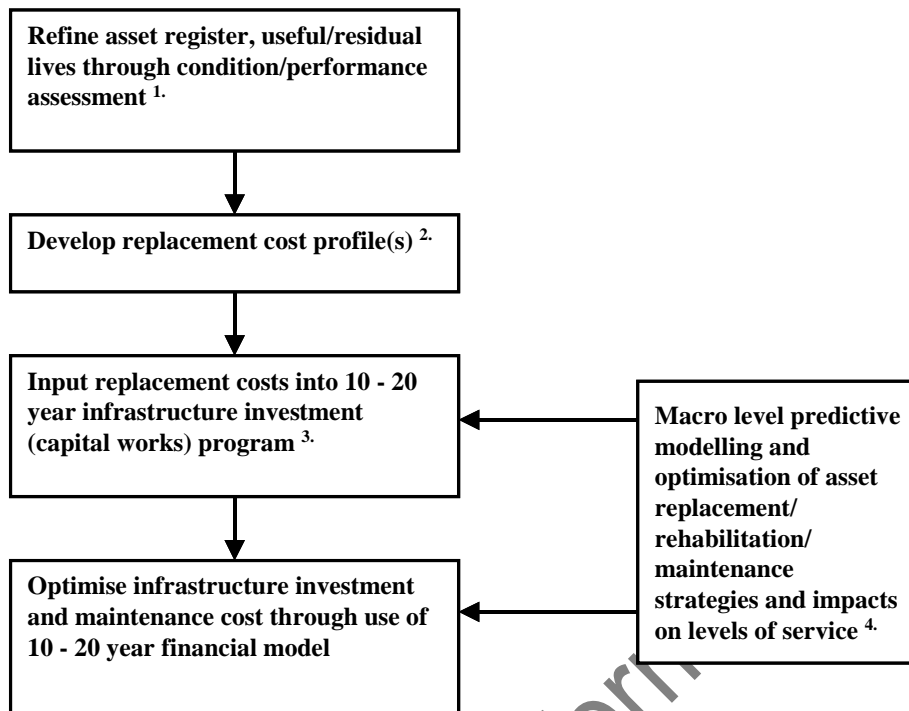 Refine asset register, useful/residual
lives through condition/performance
assessment 1.
Develop replacement cost profile(s) 2.
Input replacement costs into 10 - 20
year infrastructure investment
(capital works) program 3.
Macro level predictive
modelling and
optimisation of asset
replacement/
rehabilitation/
maintenance
strategies and impacts
on levels of service 4.
Optimise infrastructure investment
and maintenance cost through use of
10 - 20 year financial model